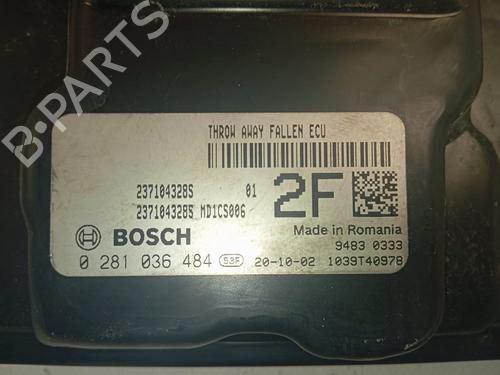 THROW AWAY FALLEN ECU
237104328S 01
237104328S MD1CS006
2F
Made in Romania
BOSCH
9483 0333
0 281 036 484 53F 20-10-02 1039T40978
B-PARTS